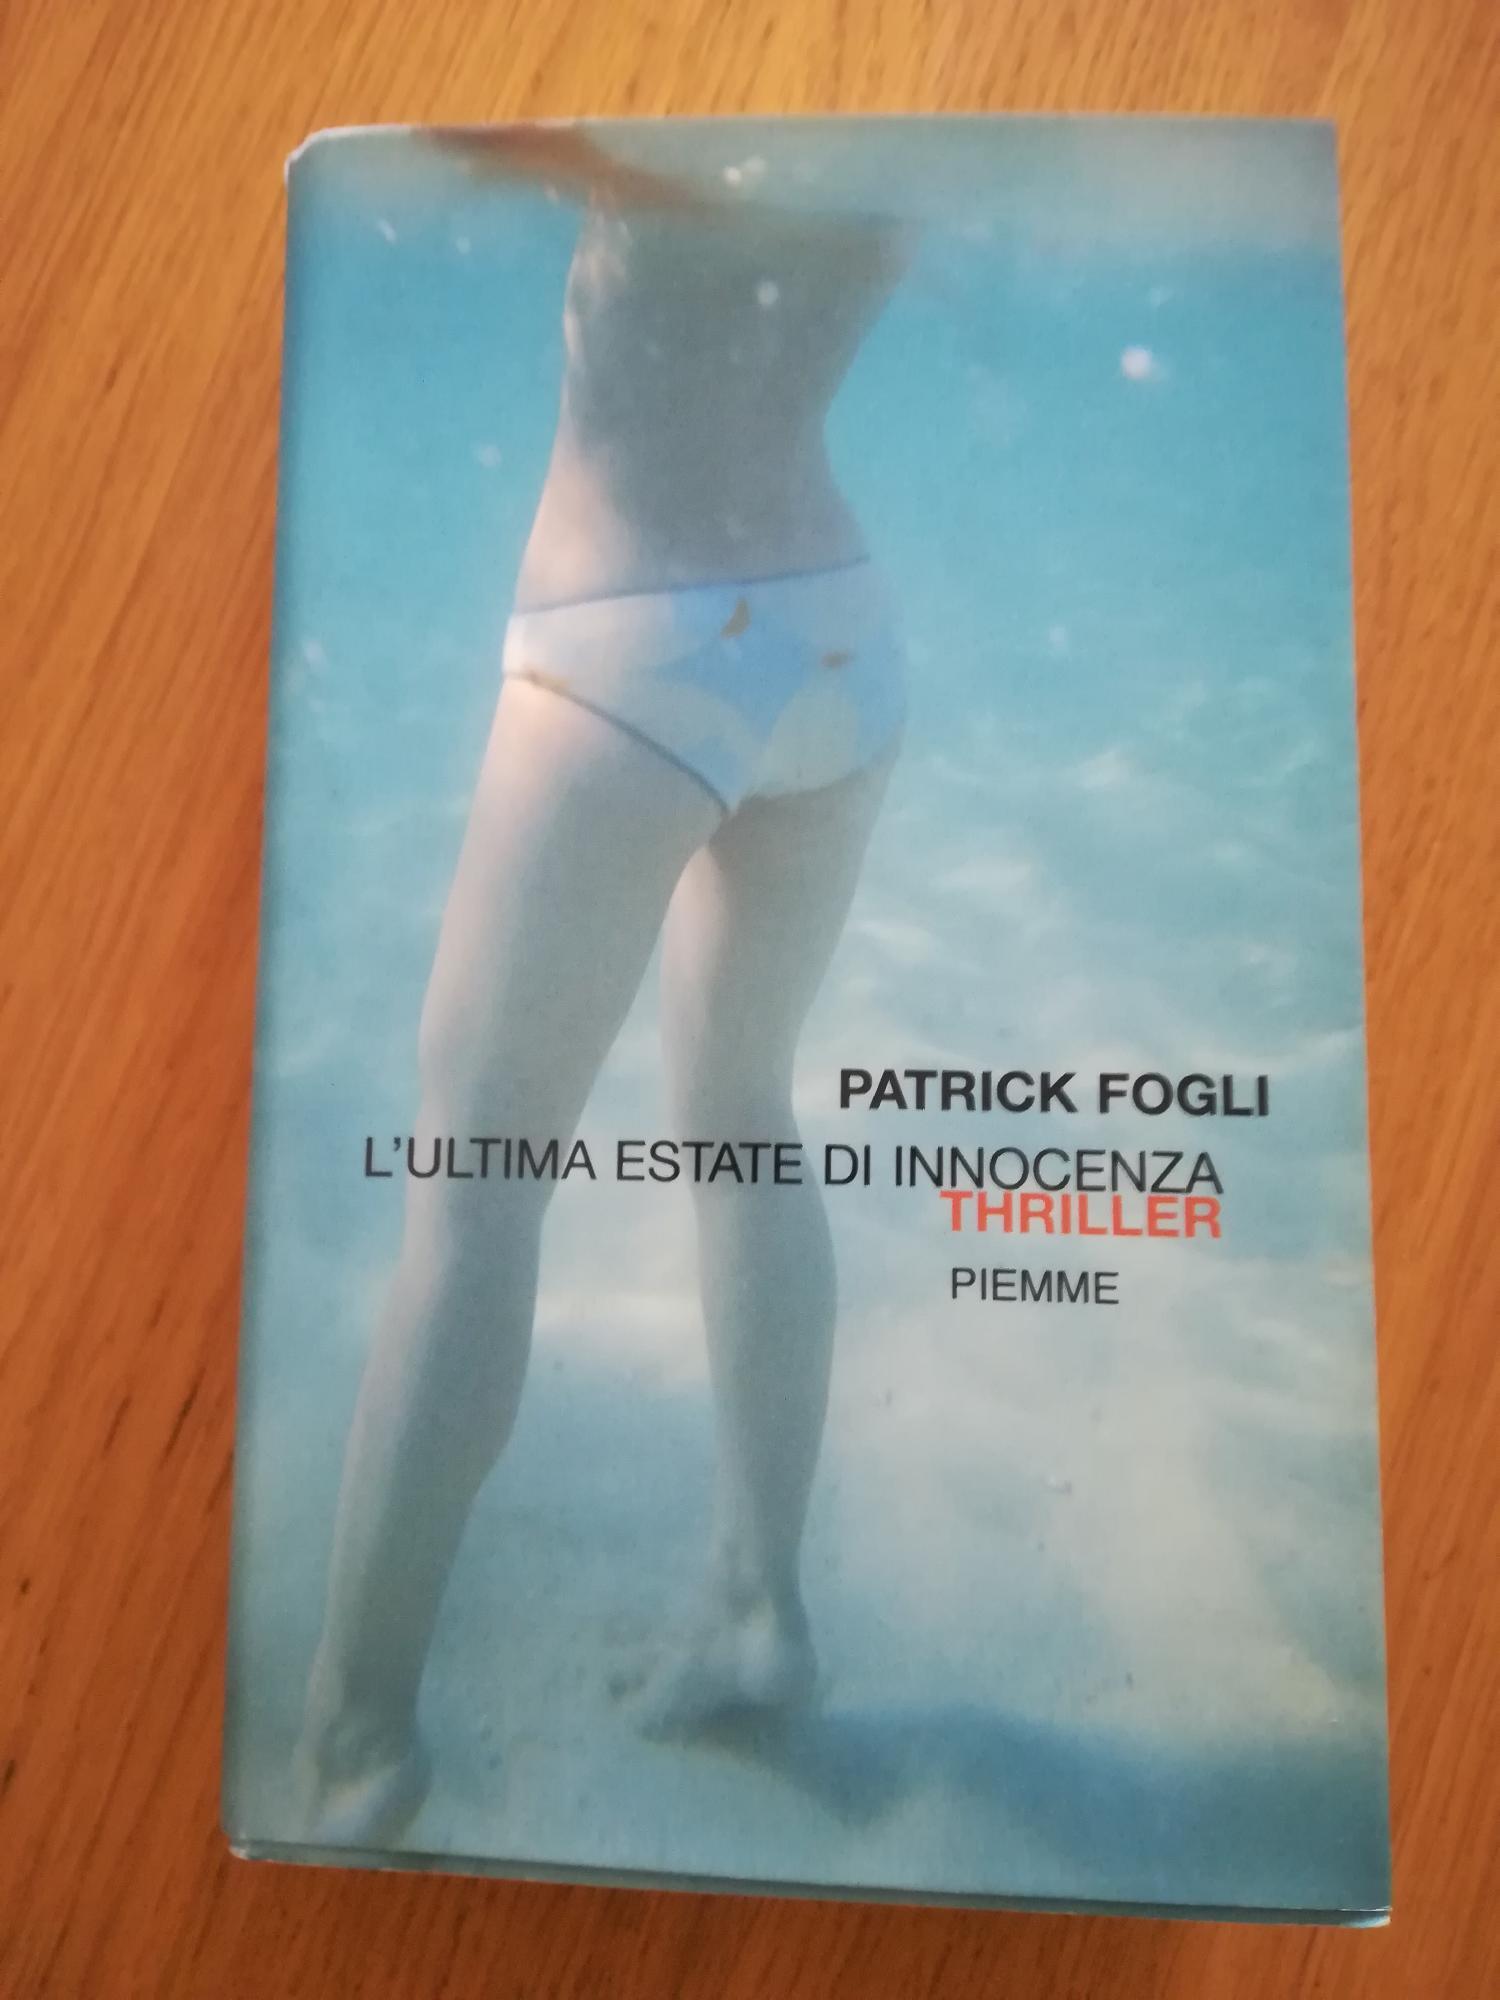 PATRICK FOGLI
L'ULTIMA ESTATE DI INNOCENZA
THRILLER
PIEMME